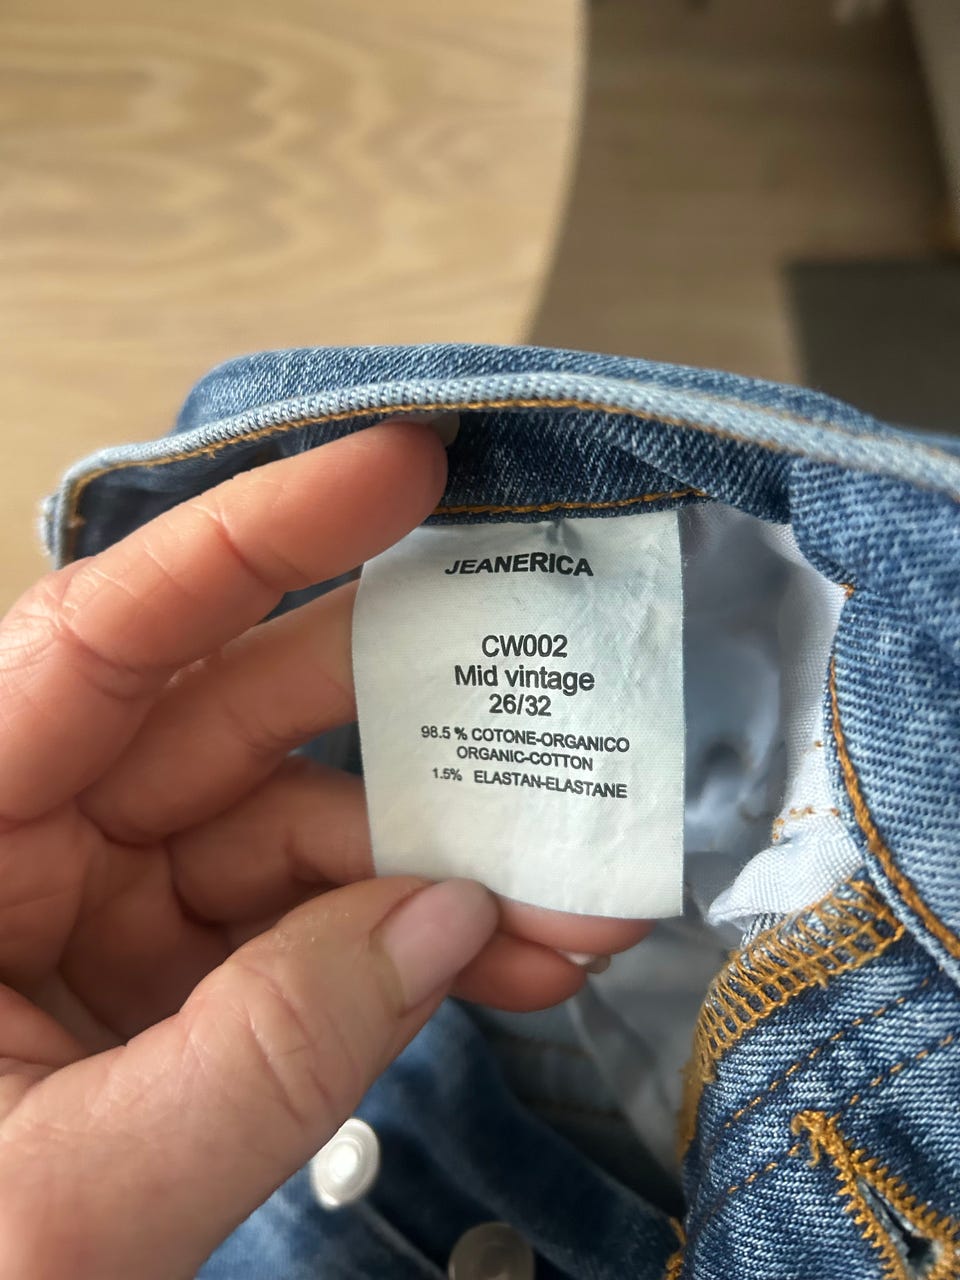 JEANERICA
CW002
Mid vintage
26/32
98.5 % COTONE-ORGANICO
ORGANIC-COTTON
1.5% ELASTAN-ELASTANE